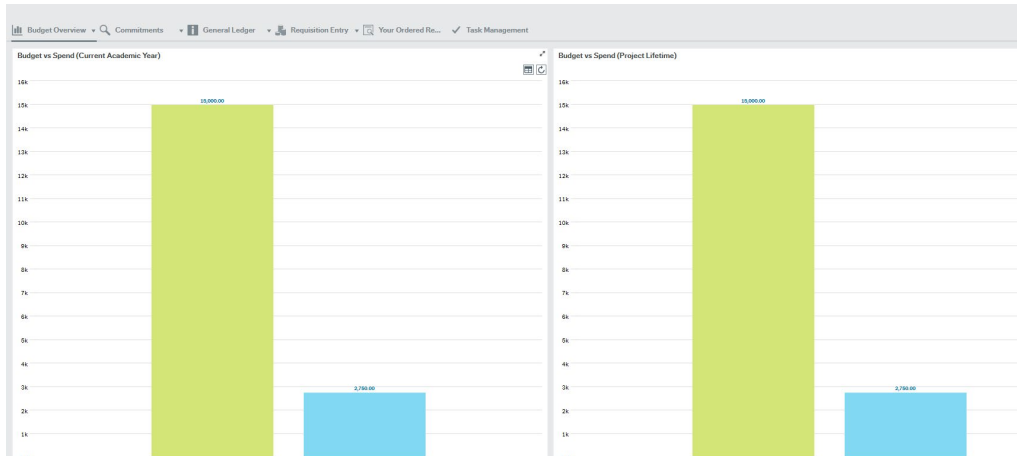 Budget Overview
Commitments
General Ledger
Requisition Entry
Your Ordered Re...
Task Management
Budget vs Spend (Current Academic Year)
16k
15k
14k
13k
12k
11k
10k
9k
8k
7k
6k
5k
4k
3k
2k
1k
15,000.00
2,750.00
Budget vs Spend (Project Lifetime)
16k
15k
14k
13k
12k
11k
10k
9k
8k
7k
6k
5k
4k
3k
2k
1k
15,000.00
2,750.00